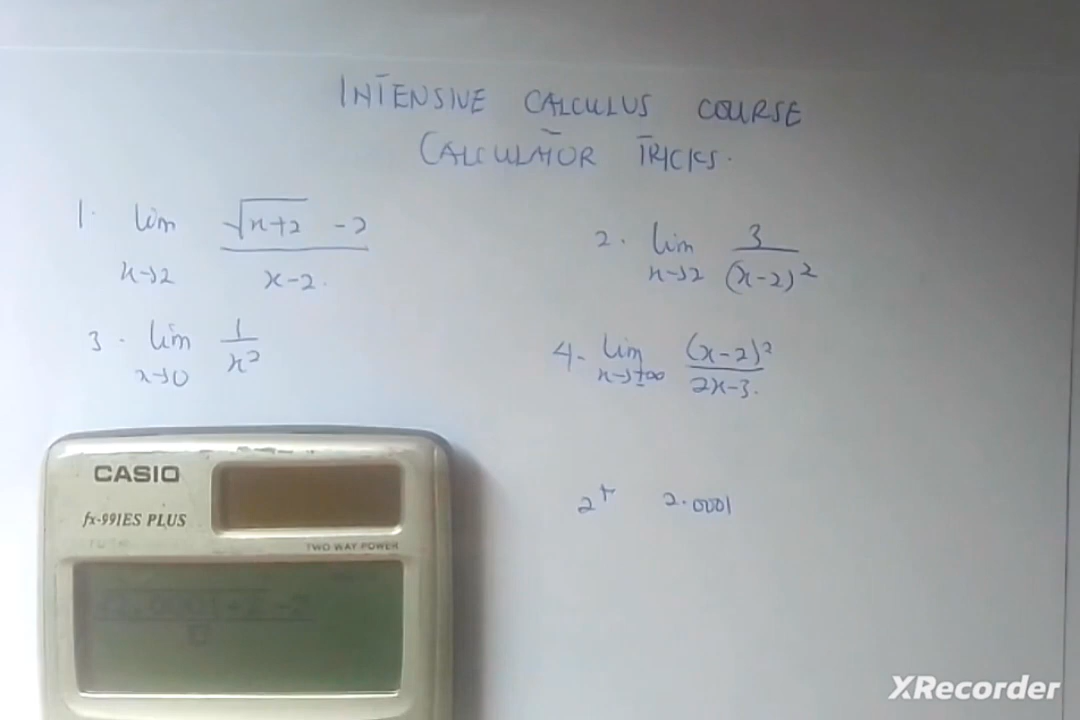 INTENSIVE CALCULUS COURSE
CALCULATOR TRICKS.
1. lim x→2 √x+2 -2 / x-2.
2. lim x→2 3 / (x-2)²
3. lim x→0 1 / x²
4. lim x→+∞ (x-2)² / 2x-3.
2⁺ 2.0001
CASIO
fx-991ES PLUS
TWO WAY POWER
XRecorder